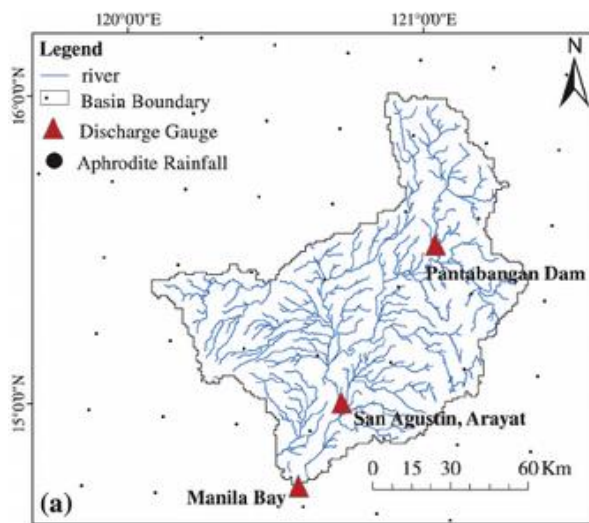 120°0'0"E 121°0'0"E
Legend
river
Basin Boundary
Discharge Gauge
Aphrodite Rainfall
N
16°0'0"N
Pantabangan Dam
15°0'0"N
San Agustin, Arayat
0 15 30 60 Km
Manila Bay
(a)